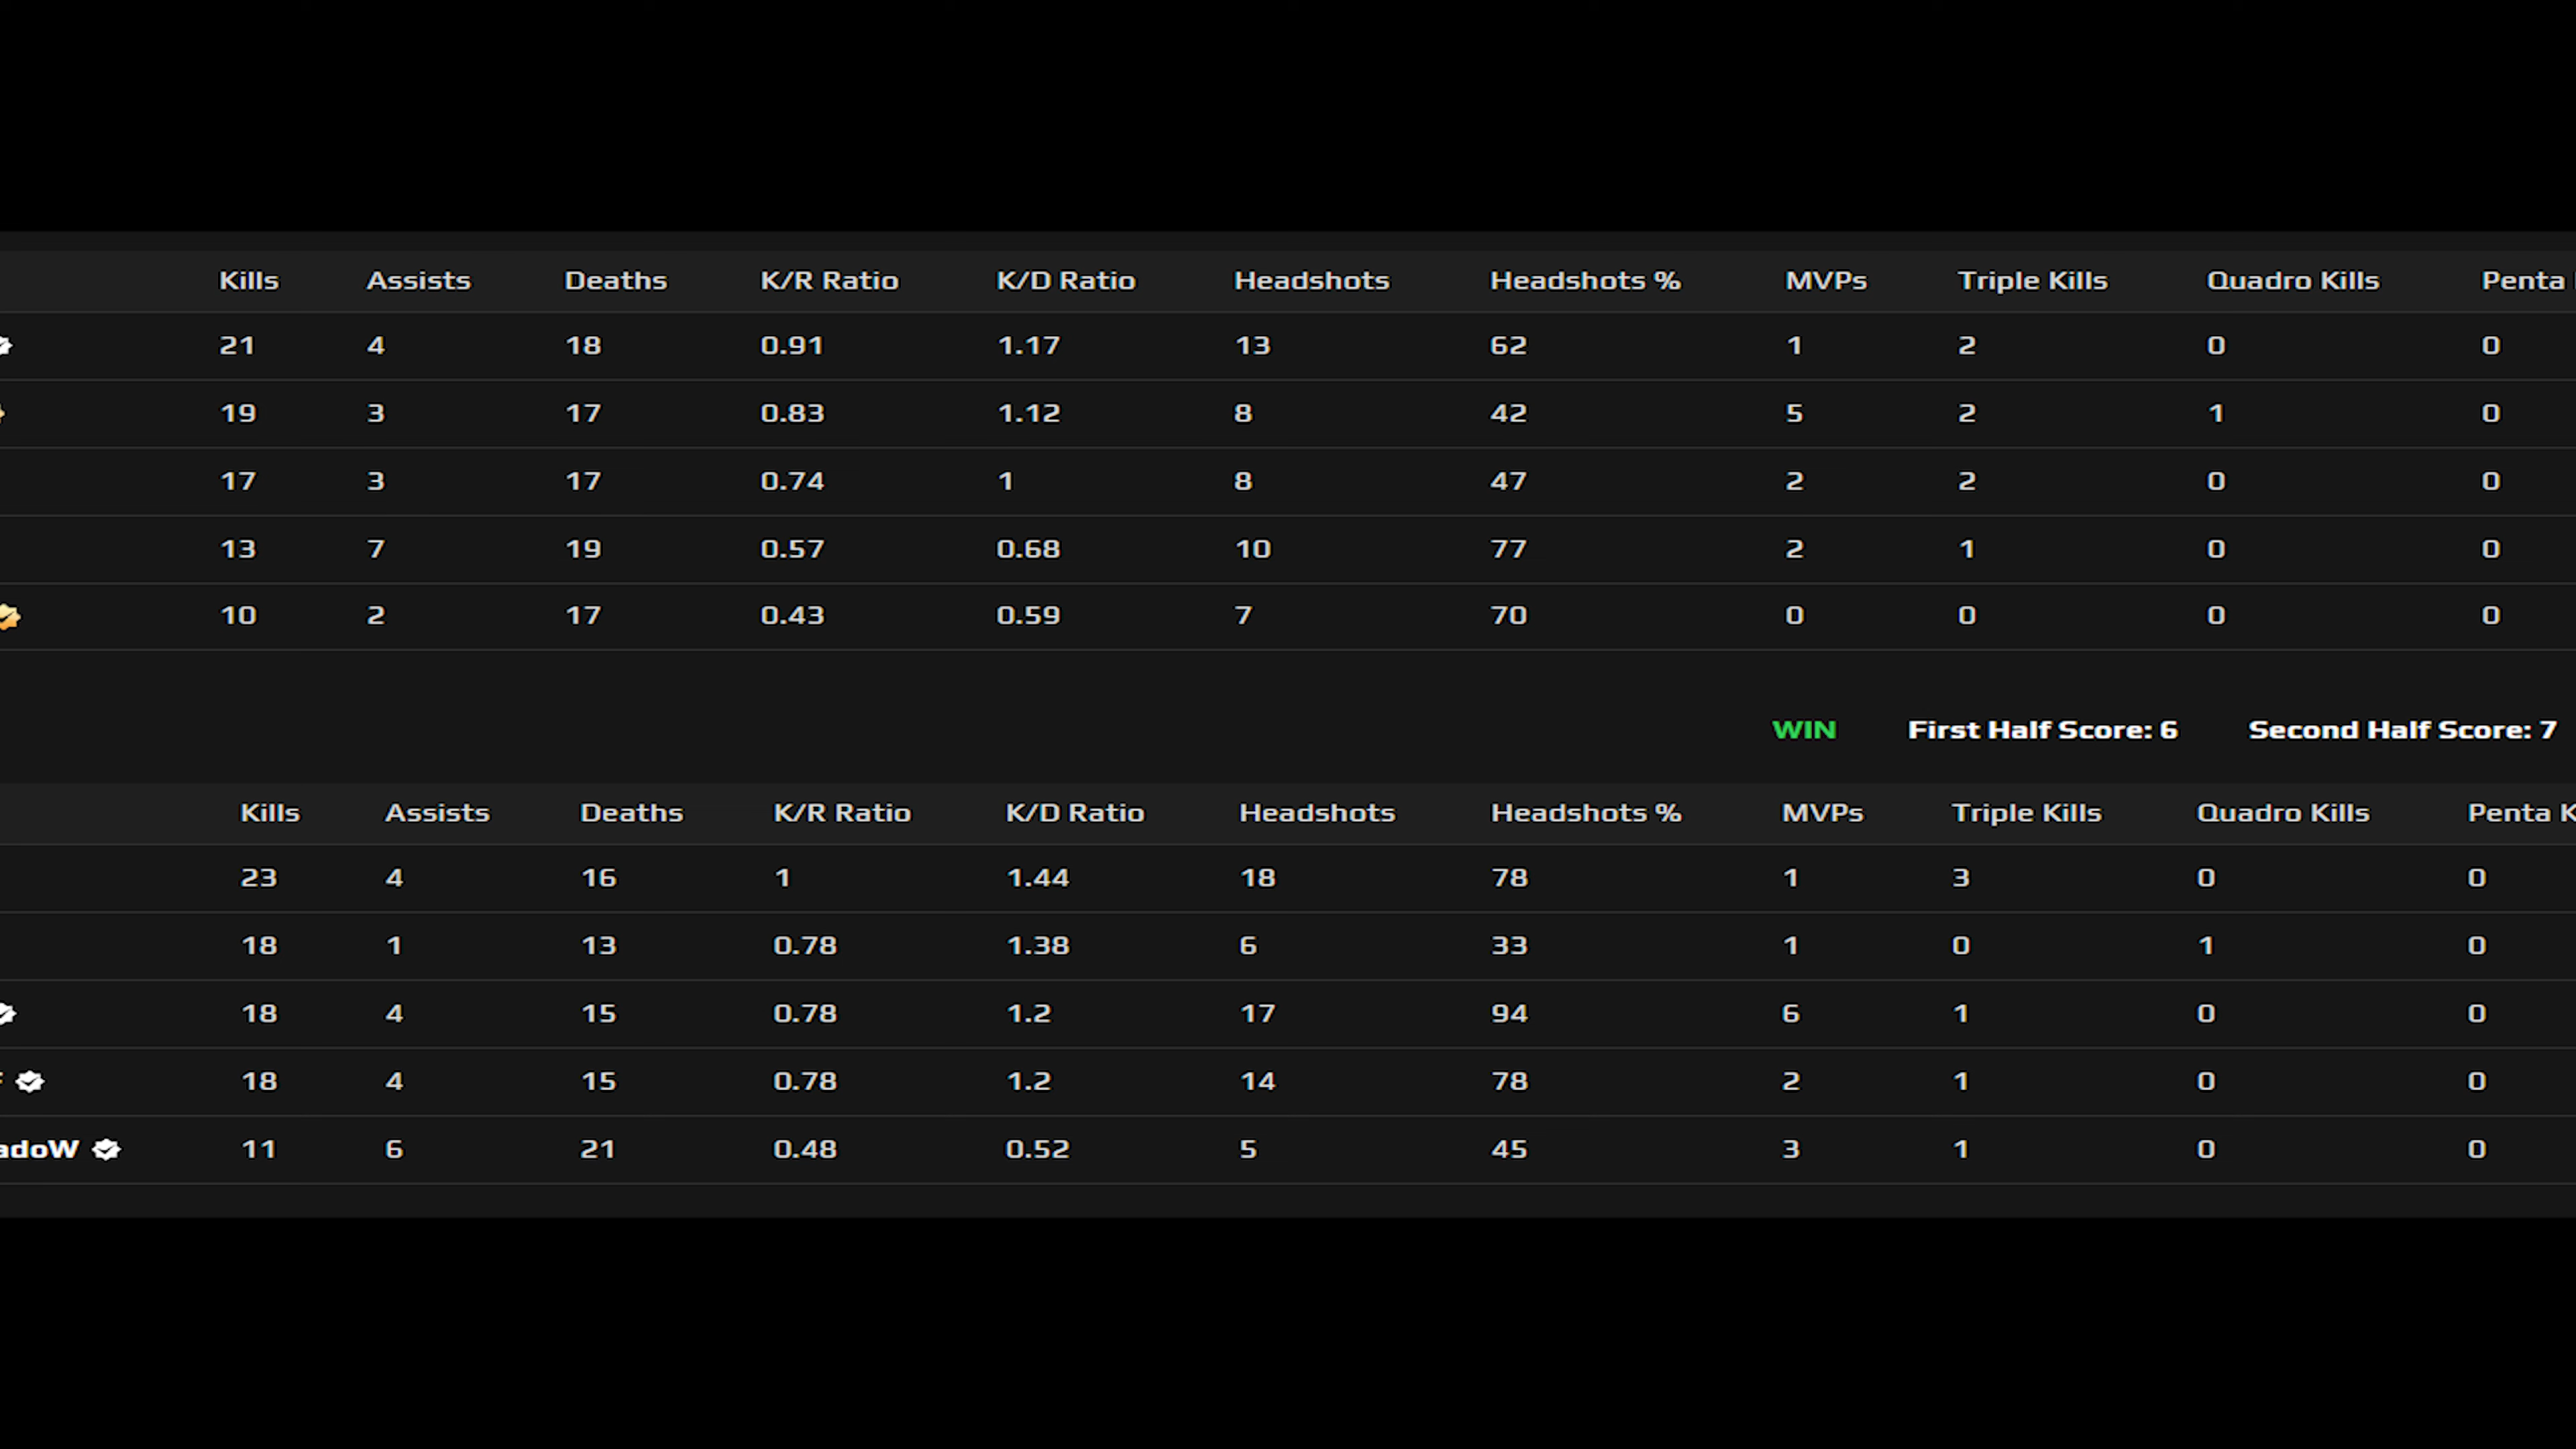 Kills Assists Deaths K/R Ratio K/D Ratio Headshots Headshots % MVPs Triple Kills Quadro Kills Penta
21 4 18 0.91 1.17 13 62 1 2 0 0
19 3 17 0.83 1.12 8 42 5 2 1 0
17 3 17 0.74 1 8 47 2 2 0 0
13 7 19 0.57 0.68 10 77 2 1 0 0
10 2 17 0.43 0.59 7 70 0 0 0 0
WIN First Half Score: 6 Second Half Score: 7
Kills Assists Deaths K/R Ratio K/D Ratio Headshots Headshots % MVPs Triple Kills Quadro Kills Penta K
23 4 16 1 1.44 18 78 1 3 0 0
18 1 13 0.78 1.38 6 33 1 0 1 0
18 4 15 0.78 1.2 17 94 6 1 0 0
18 4 15 0.78 1.2 14 78 2 1 0 0
adoW 11 6 21 0.48 0.52 5 45 3 1 0 0